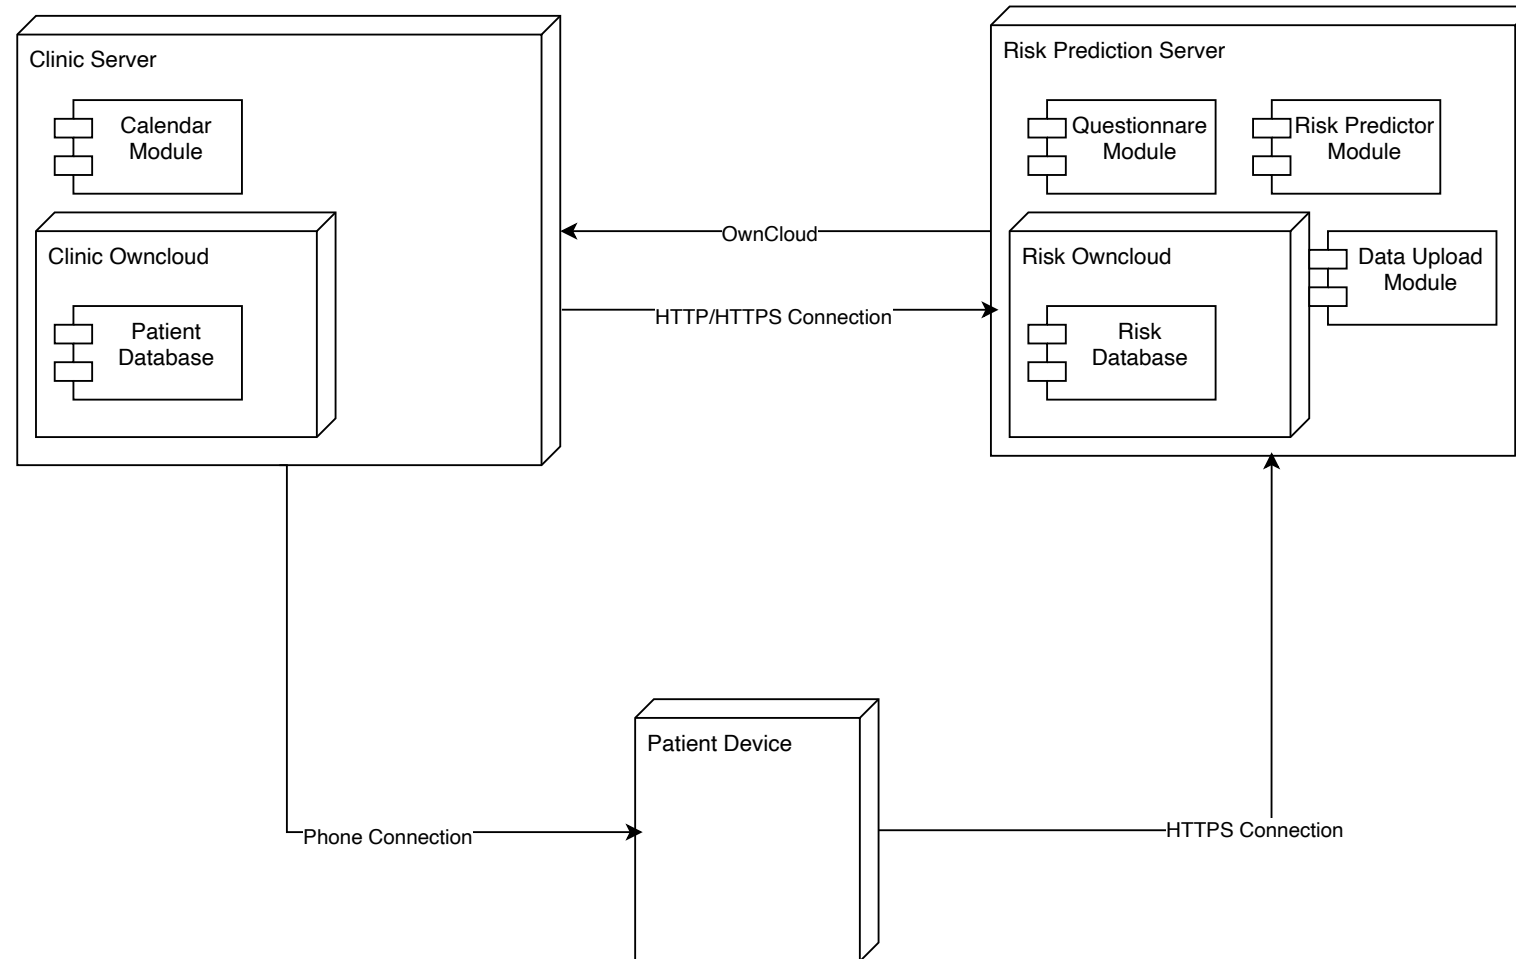 Clinic Server
Risk Prediction Server
Calendar
Module
Questionnare
Module
Risk Predictor
Module
OwnCloud
Clinic Owncloud
Risk Owncloud
Data Upload
Module
HTTP/HTTPS Connection
Patient
Database
Risk
Database
Patient Device
Phone Connection
HTTPS Connection